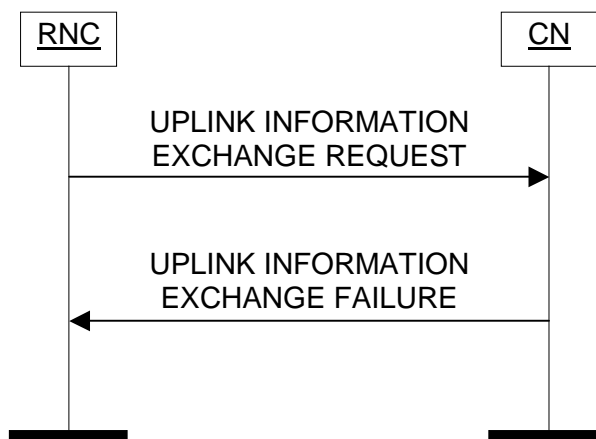 RNC
CN
UPLINK INFORMATION
EXCHANGE REQUEST
UPLINK INFORMATION
EXCHANGE FAILURE